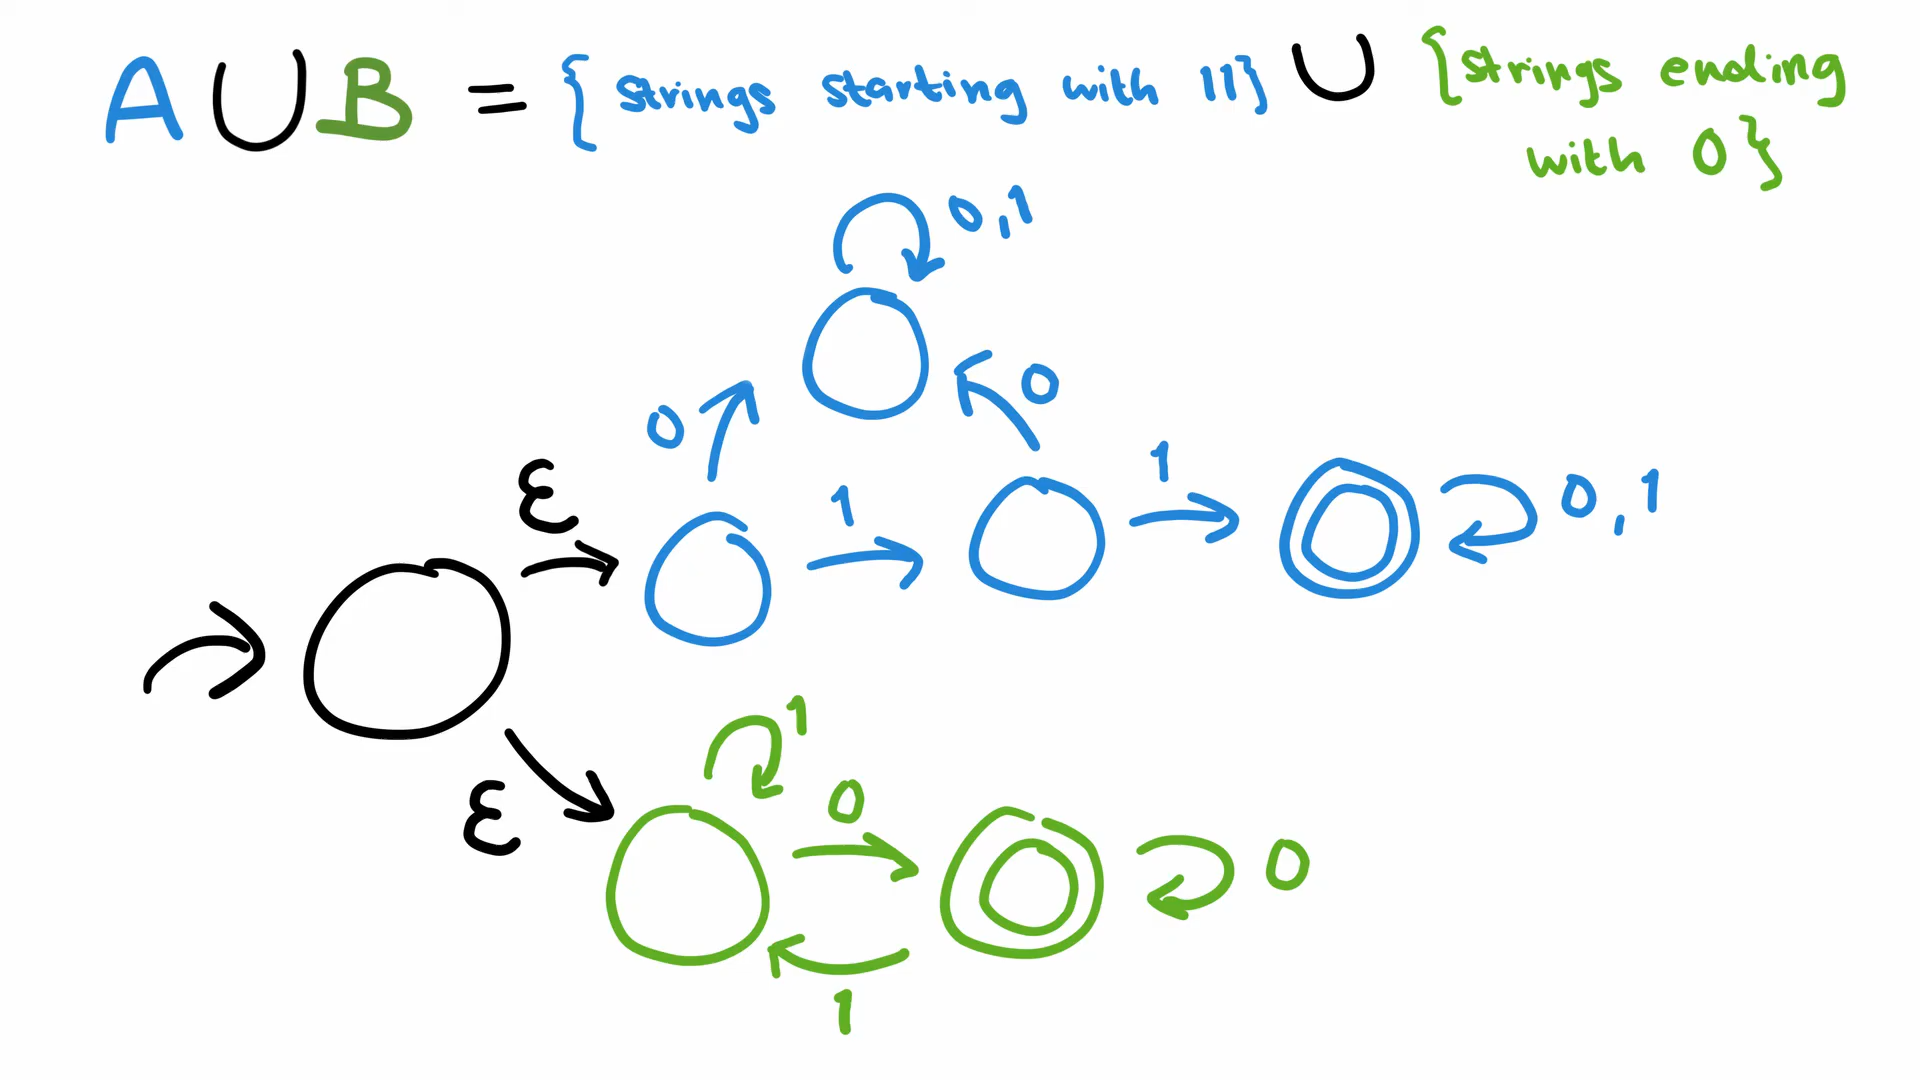 A ∪ B = { strings starting with 11} ∪ {strings ending
with 0}
0,1
0
0
ε
1
1
0,1
1
0
ε
0
1